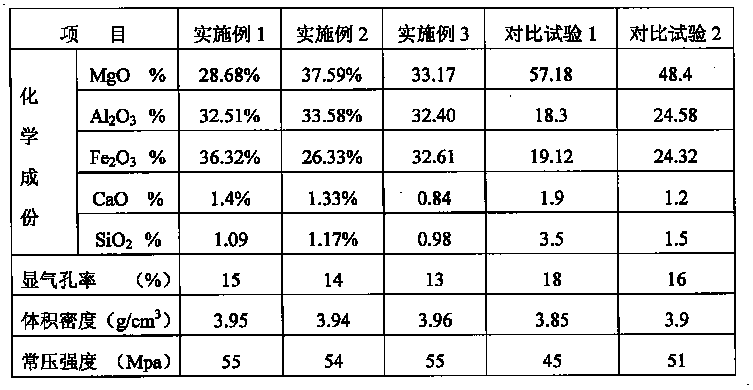 项 目 实施例 1 实施例 2 实施例 3 对比试验 1 对比试验 2
化学成份
MgO % 28.68% 37.59% 33.17 57.18 48.4
Al₂O₃ % 32.51% 33.58% 32.40 18.3 24.58
Fe₂O₃ % 36.32% 26.33% 32.61 19.12 24.32
CaO % 1.4% 1.33% 0.84 1.9 1.2
SiO₂ % 1.09 1.17% 0.98 3.5 1.5
显气孔率 (%) 15 14 13 18 16
体积密度(g/cm³) 3.95 3.94 3.96 3.85 3.9
常压强度 (Mpa) 55 54 55 45 51